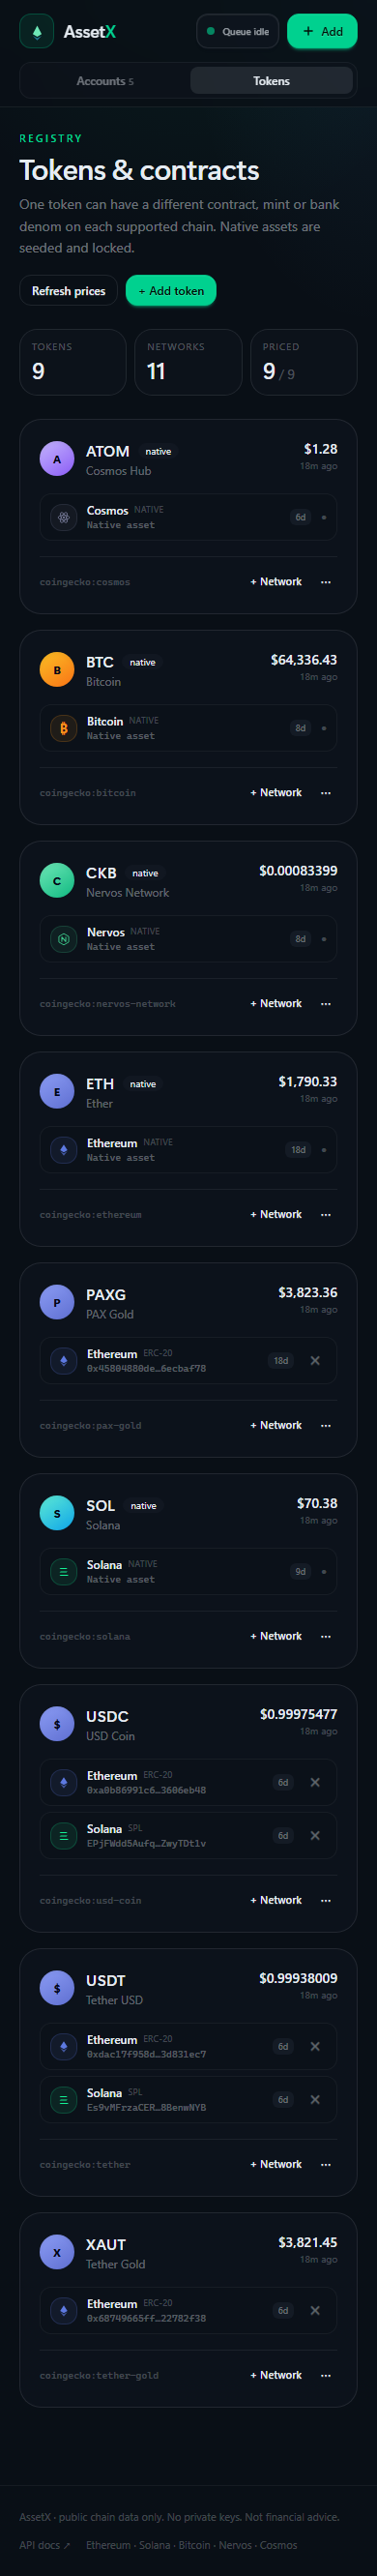 AssetX
Queue idle
+ Add
Accounts 5
Tokens
REGISTRY
Tokens & contracts
One token can have a different contract, mint or bank
denom on each supported chain. Native assets are
seeded and locked.
Refresh prices
+ Add token
TOKENS
9
NETWORKS
11
PRICED
9 / 9
A
ATOM native
$1.28
Cosmos Hub
18m ago
Cosmos NATIVE
Native asset
6d
coingecko:cosmos
+ Network ...
B
BTC native
$64,336.43
Bitcoin
18m ago
Bitcoin NATIVE
Native asset
8d
coingecko:bitcoin
+ Network ...
C
CKB native
$0.00083399
Nervos Network
18m ago
Nervos NATIVE
Native asset
8d
coingecko:nervos-network
+ Network ...
E
ETH native
$1,790.33
Ether
18m ago
Ethereum NATIVE
Native asset
18d
coingecko:ethereum
+ Network ...
P
PAXG
$3,823.36
PAX Gold
18m ago
Ethereum ERC-20
0x45804880de…6ecbaf78
18d ×
coingecko:pax-gold
+ Network ...
S
SOL native
$70.38
Solana
18m ago
Solana NATIVE
Native asset
9d
coingecko:solana
+ Network ...
$
USDC
$0.99975477
USD Coin
18m ago
Ethereum ERC-20
0xa0b86991c6…3606eb48
6d ×
Solana SPL
EPjFWdd5Aufq…ZwyTDt1v
6d ×
coingecko:usd-coin
+ Network ...
$
USDT
$0.99938009
Tether USD
18m ago
Ethereum ERC-20
0xdac17f958d…3d831ec7
6d ×
Solana SPL
Es9vMFrzaCER…8BenwNYB
6d ×
coingecko:tether
+ Network ...
X
XAUT
$3,821.45
Tether Gold
18m ago
Ethereum ERC-20
0x68749665ff…22782f38
6d ×
coingecko:tether-gold
+ Network ...
AssetX · public chain data only. No private keys. Not financial advice.
API docs ↗ Ethereum · Solana · Bitcoin · Nervos · Cosmos